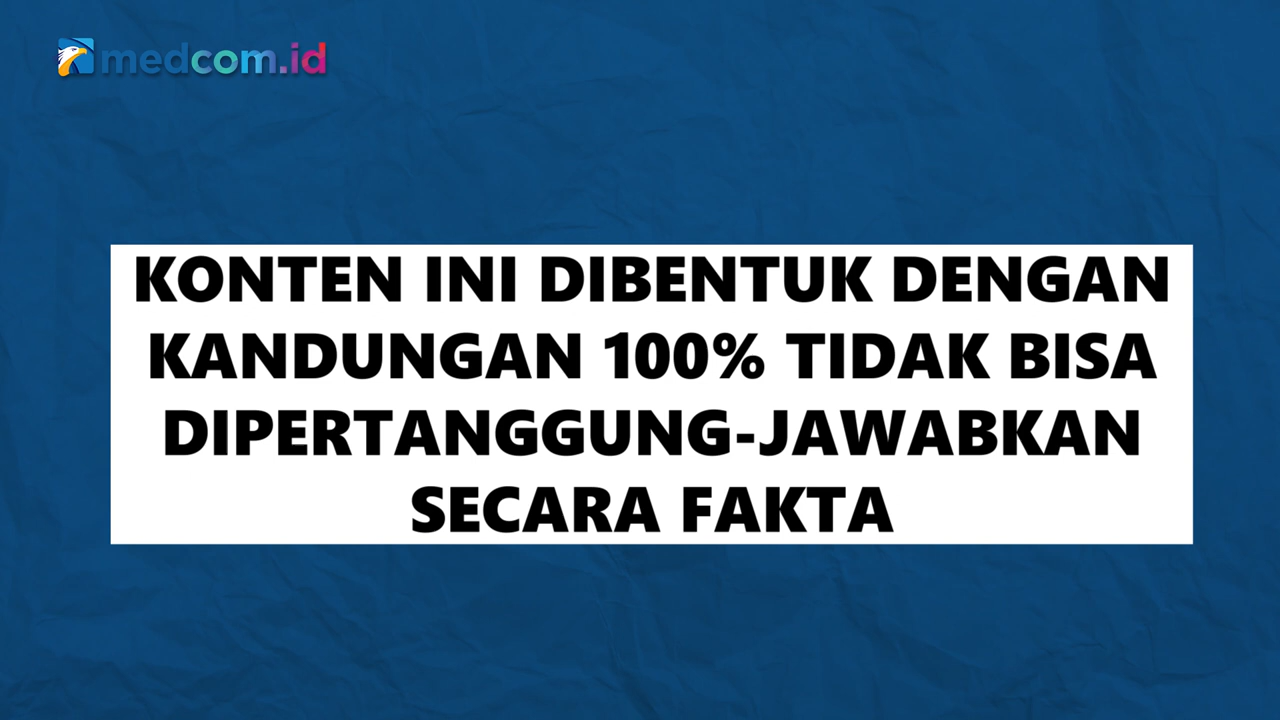 medcom.id
KONTEN INI DIBENTUK DENGAN
KANDUNGAN 100% TIDAK BISA
DIPERTANGGUNG-JAWABKAN
SECARA FAKTA